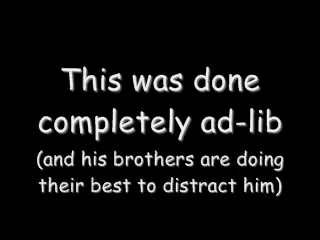 This was done
completely ad-lib
(and his brothers are doing
their best to distract him)